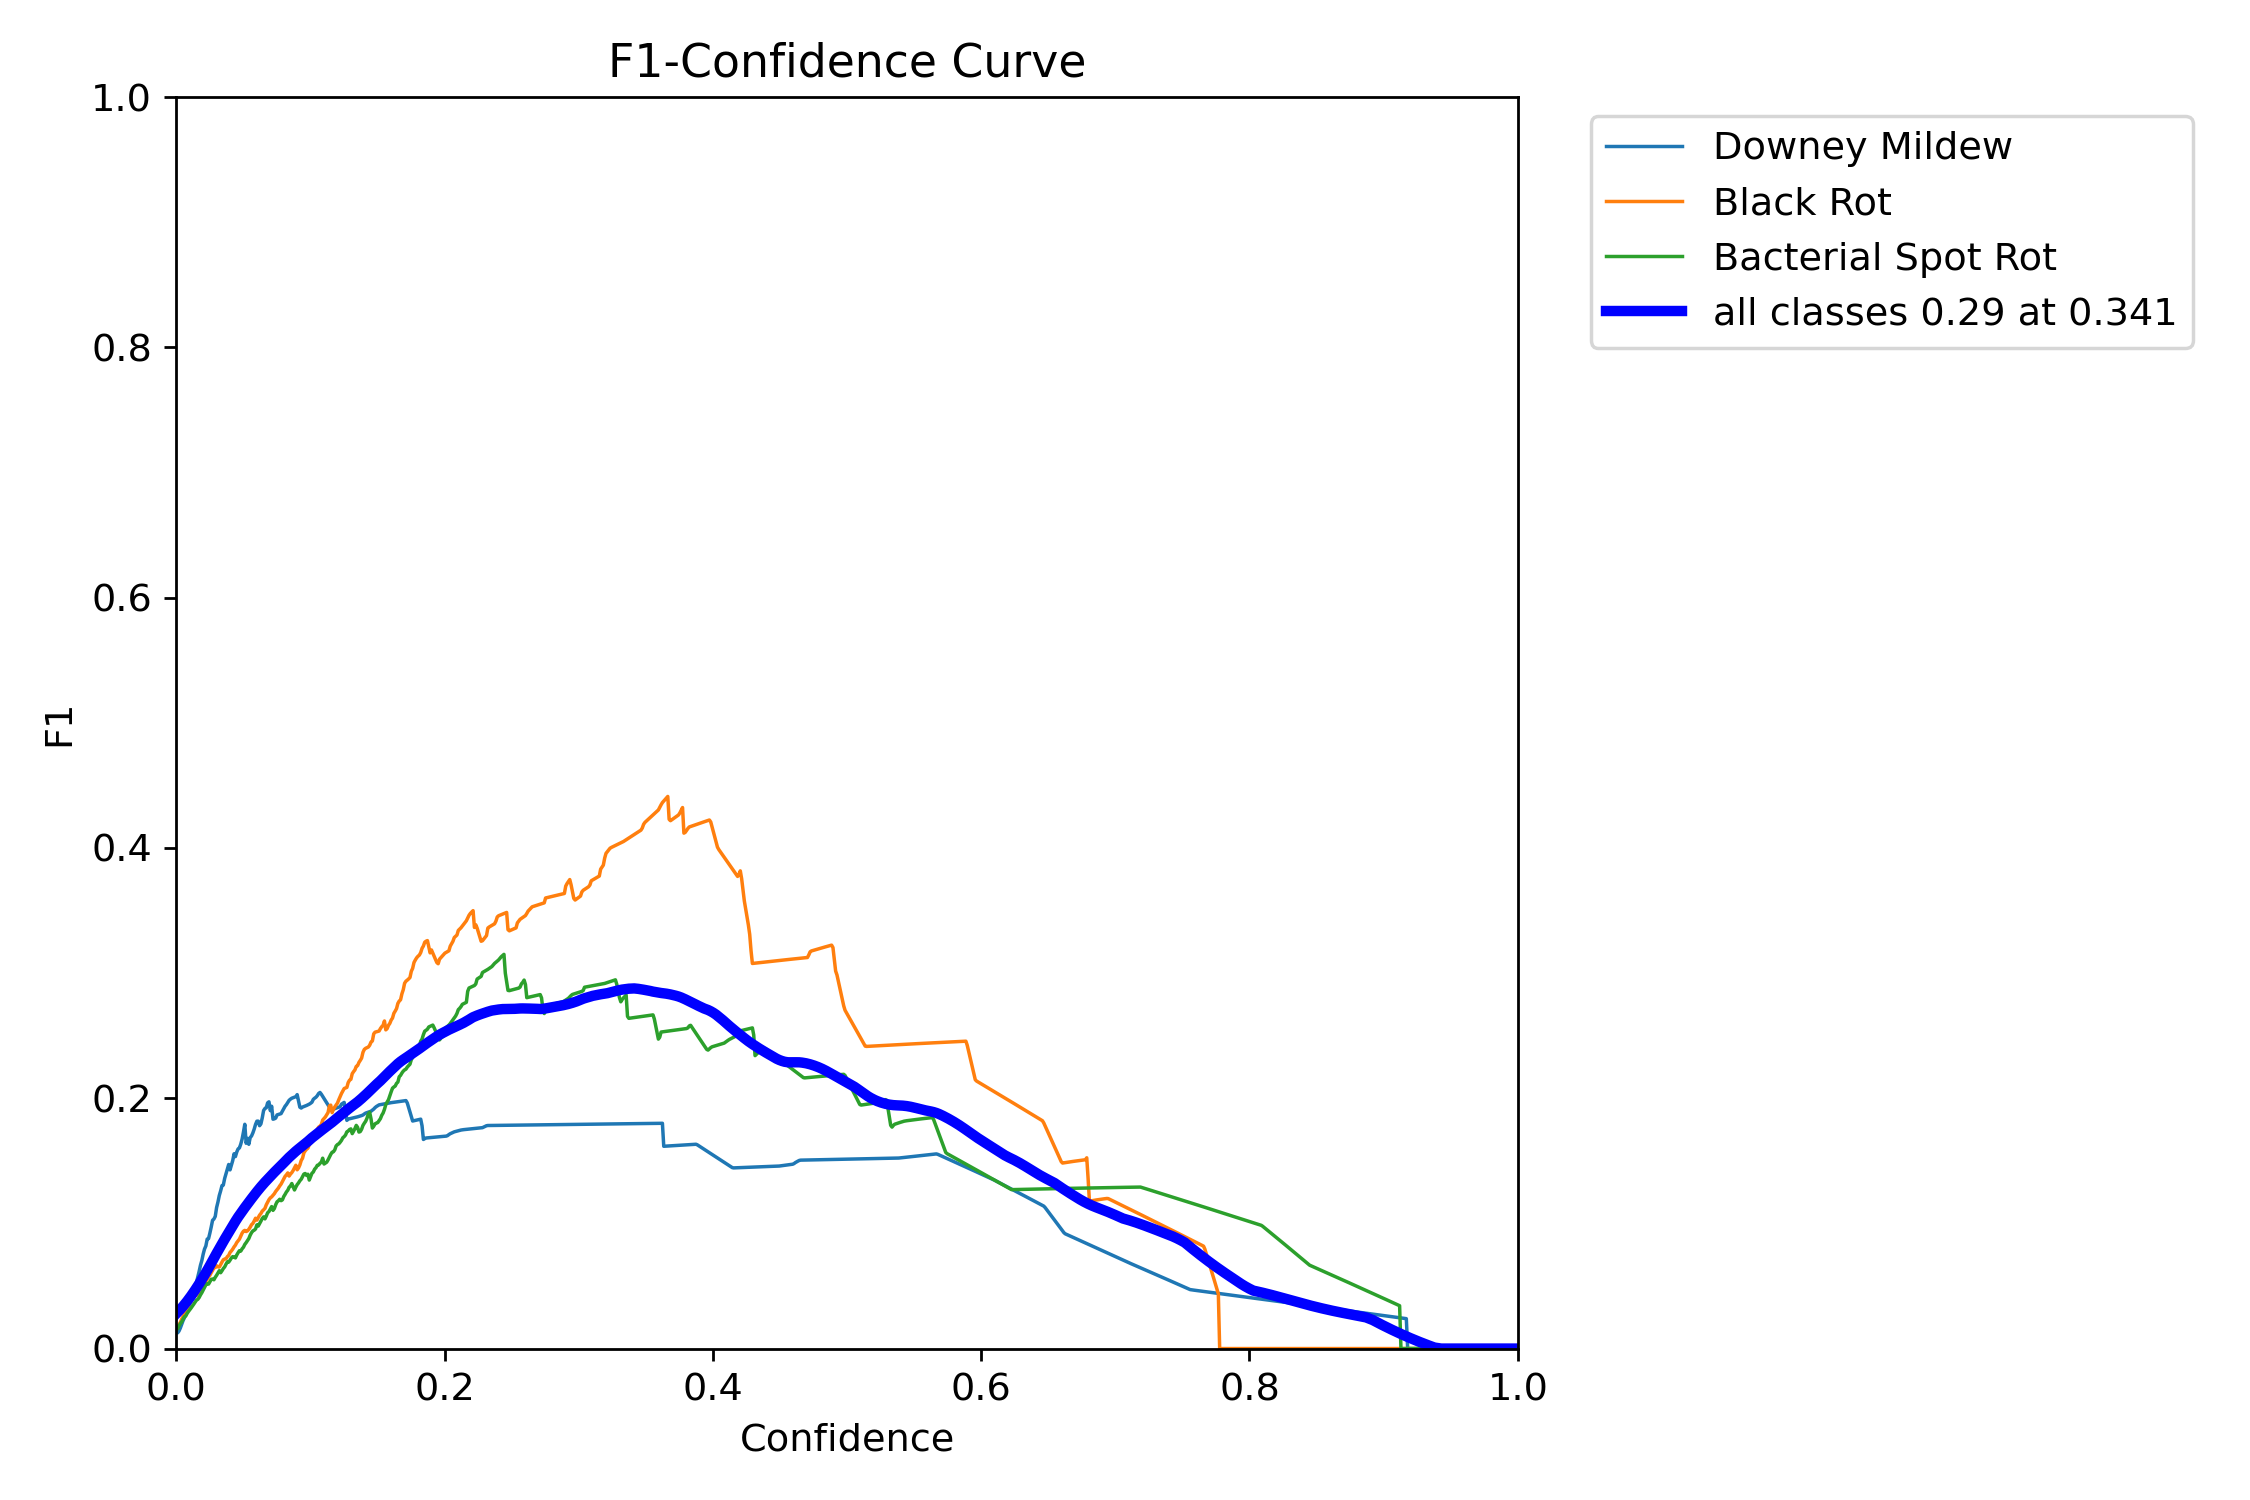 F1-Confidence Curve
1.0
0.8
0.6
0.4
0.2
0.0
F1
0.0 0.2 0.4 0.6 0.8 1.0
Confidence
Downey Mildew
Black Rot
Bacterial Spot Rot
all classes 0.29 at 0.341